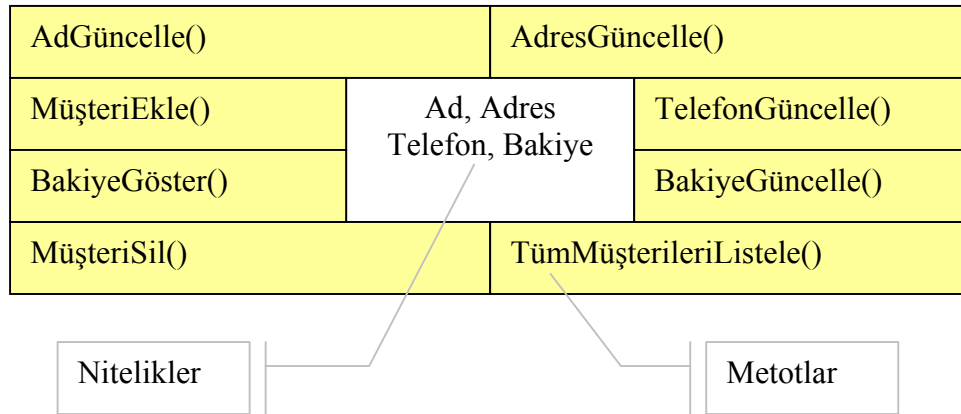 AdGüncelle()
AdresGüncelle()
MüşteriEkle()
Ad, Adres
Telefon, Bakiye
TelefonGüncelle()
BakiyeGöster()
BakiyeGüncelle()
MüşteriSil()
TümMüşterileriListele()
Nitelikler
Metotlar